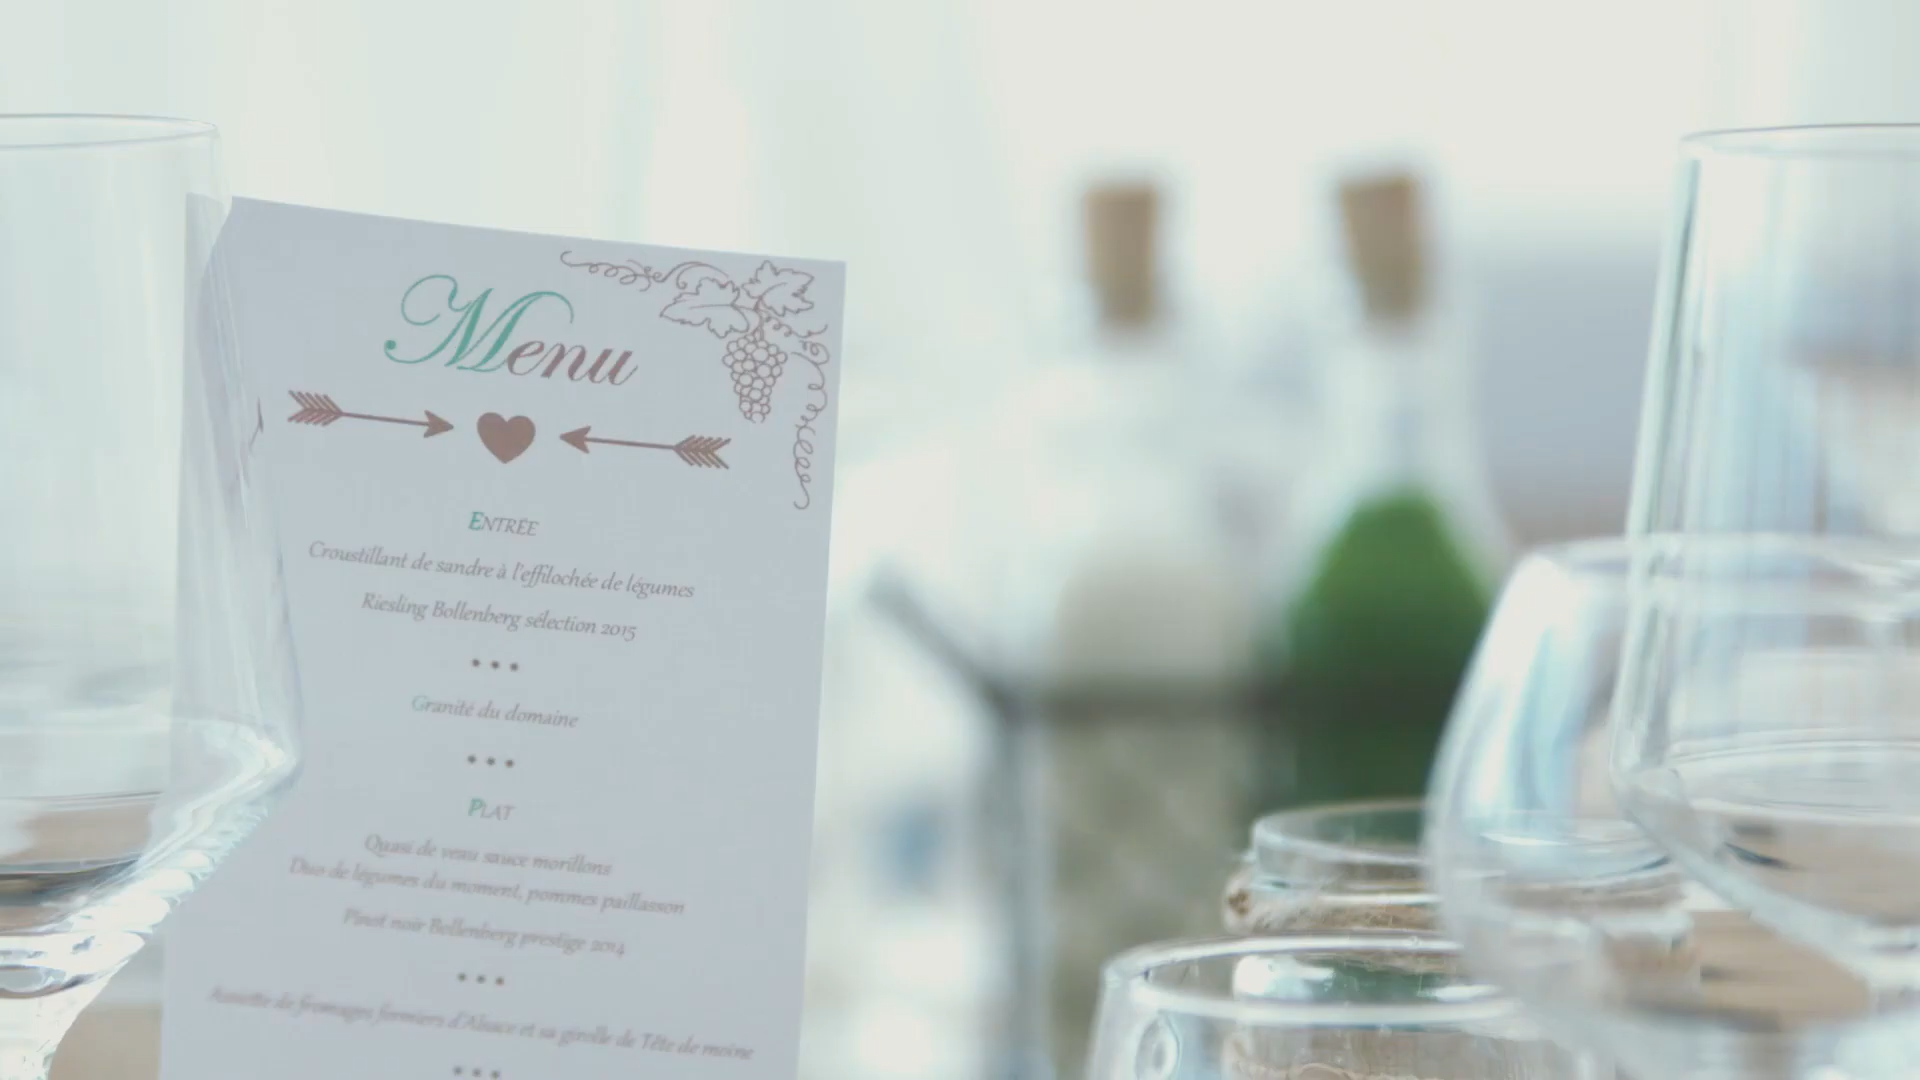 Menu
ENTRÉE
Croustillant de sandre à l'effilochée de légumes
Riesling Bollenberg sélection 2015
•••
Granité du domaine
•••
PLAT
Quasi de veau sauce morillons
Duo de légumes du moment, pommes paillasson
Pinot noir Bollenberg prestige 2014
•••
Assiette de fromages fermiers d'Alsace et sa girolle de Tête de moine
•••